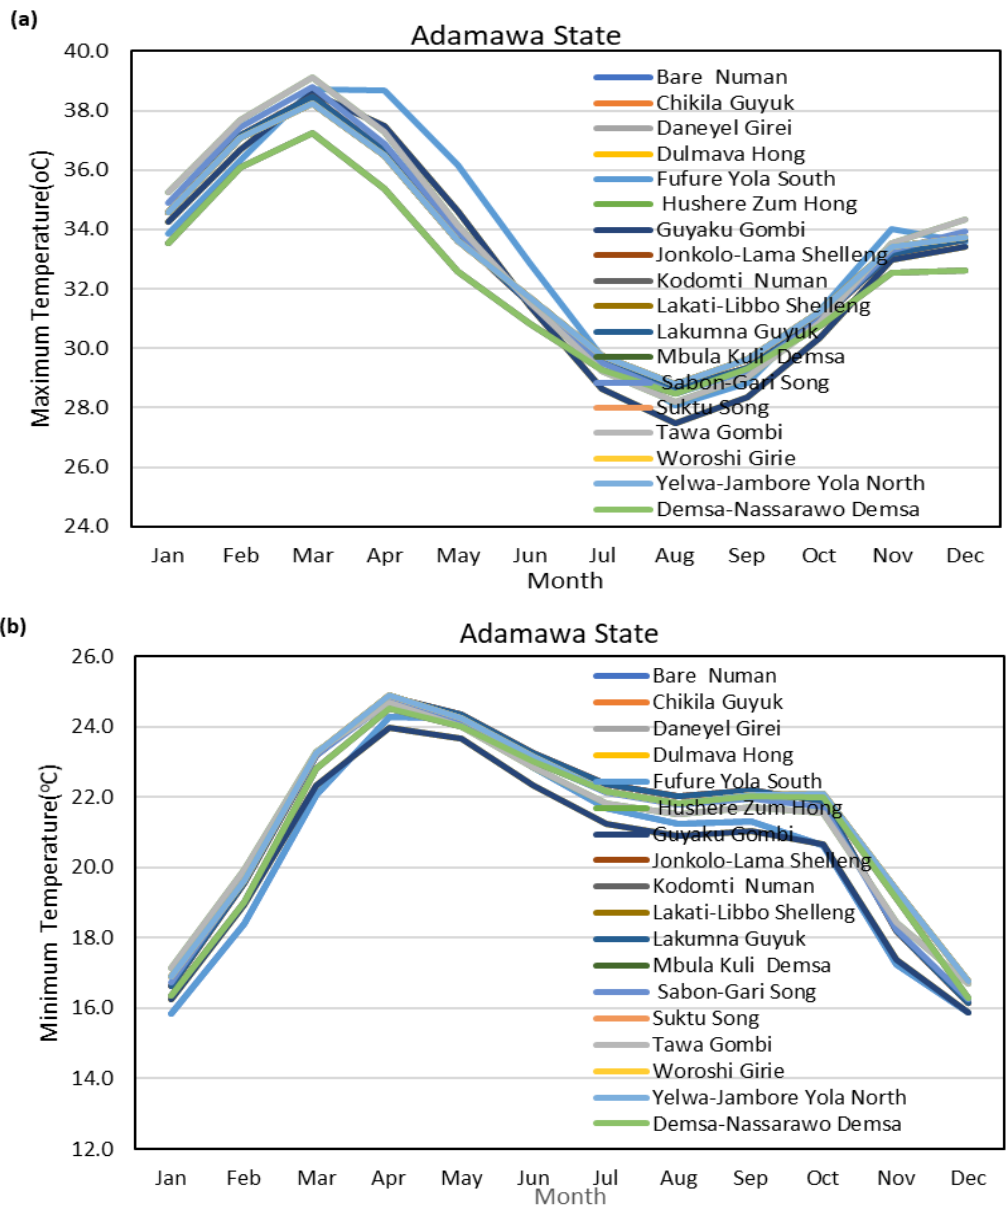 (a)
Adamawa State
40.0
38.0
36.0
34.0
32.0
30.0
28.0
26.0
24.0
Maximum Temperature(oC)
Bare Numan
Chikila Guyuk
Daneyel Girei
Dulmava Hong
Fufure Yola South
Hushere Zum Hong
Guyaku Gombi
Jonkolo-Lama Shelleng
Kodomti Numan
Lakati-Libbo Shelleng
Lakumna Guyuk
Mbula Kuli Demsa
Sabon-Gari Song
Suktu Song
Tawa Gombi
Woroshi Girie
Yelwa-Jambore Yola North
Demsa-Nassarawo Demsa
Jan Feb Mar Apr May Jun Jul Aug Sep Oct Nov Dec
Month
(b)
Adamawa State
26.0
24.0
22.0
20.0
18.0
16.0
14.0
12.0
Minimum Temperature(ºC)
Bare Numan
Chikila Guyuk
Daneyel Girei
Dulmava Hong
Fufure Yola South
Hushere Zum Hong
Guyaku Gombi
Jonkolo-Lama Shelleng
Kodomti Numan
Lakati-Libbo Shelleng
Lakumna Guyuk
Mbula Kuli Demsa
Sabon-Gari Song
Suktu Song
Tawa Gombi
Woroshi Girie
Yelwa-Jambore Yola North
Demsa-Nassarawo Demsa
Jan Feb Mar Apr May Jun Jul Aug Sep Oct Nov Dec
Month